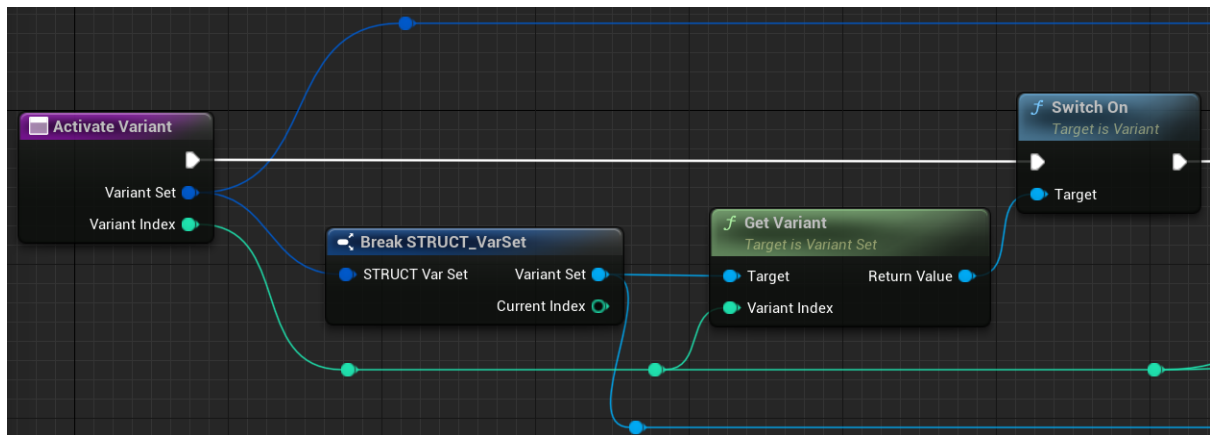 Activate Variant
Variant Set
Variant Index
Break STRUCT_VarSet
STRUCT Var Set
Variant Set
Current Index
Get Variant
Target is Variant Set
Target
Return Value
Variant Index
Switch On
Target is Variant
Target